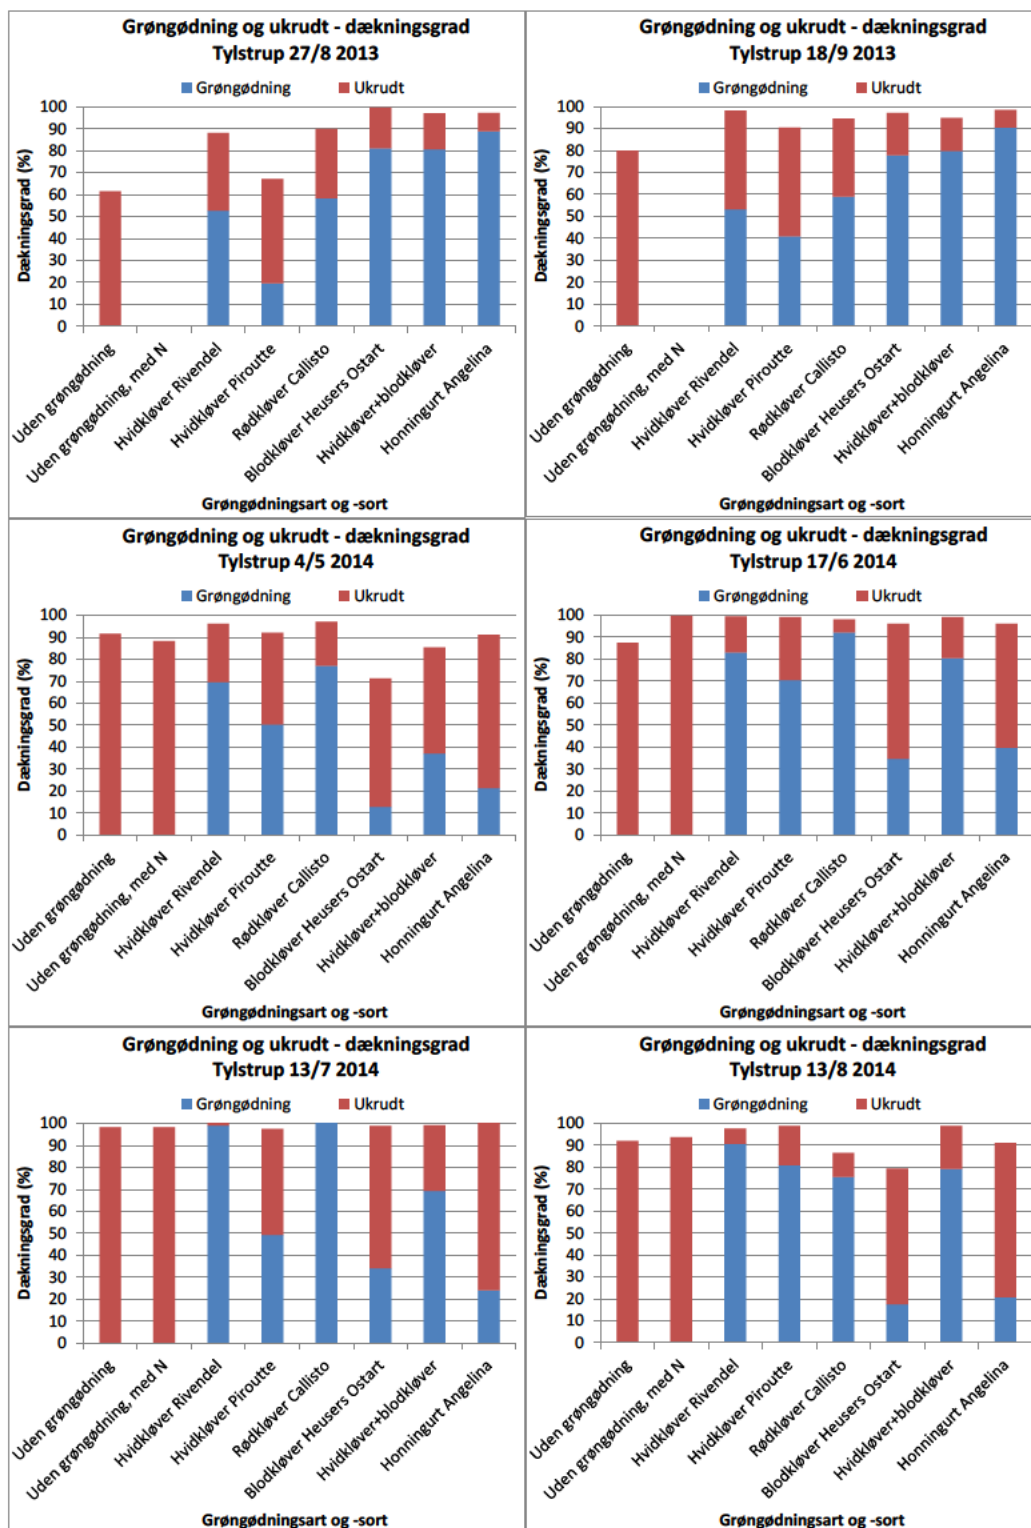 Grøngødning og ukrudt - dækningsgrad
Tylstrup 27/8 2013
Grøngødning Ukrudt
Dækningsgrad (%)
100
90
80
70
60
50
40
30
20
10
0
Uden grøngødning
Uden grøngødning, med N
Hvidkløver Rivendel
Hvidkløver Piroutte
Rødkløver Callisto
Blodkløver Heusers Ostart
Hvidkløver+blodkløver
Honningurt Angelina
Grøngødningsart og -sort
Grøngødning og ukrudt - dækningsgrad
Tylstrup 18/9 2013
Grøngødning Ukrudt
Dækningsgrad (%)
100
90
80
70
60
50
40
30
20
10
0
Uden grøngødning
Uden grøngødning, med N
Hvidkløver Rivendel
Hvidkløver Piroutte
Rødkløver Callisto
Blodkløver Heusers Ostart
Hvidkløver+blodkløver
Honningurt Angelina
Grøngødningsart og -sort
Grøngødning og ukrudt - dækningsgrad
Tylstrup 4/5 2014
Grøngødning Ukrudt
Dækningsgrad (%)
100
90
80
70
60
50
40
30
20
10
0
Uden grøngødning
Uden grøngødning, med N
Hvidkløver Rivendel
Hvidkløver Piroutte
Rødkløver Callisto
Blodkløver Heusers Ostart
Hvidkløver+blodkløver
Honningurt Angelina
Grøngødningsart og -sort
Grøngødning og ukrudt - dækningsgrad
Tylstrup 17/6 2014
Grøngødning Ukrudt
Dækningsgrad (%)
100
90
80
70
60
50
40
30
20
10
0
Uden grøngødning
Uden grøngødning, med N
Hvidkløver Rivendel
Hvidkløver Piroutte
Rødkløver Callisto
Blodkløver Heusers Ostart
Hvidkløver+blodkløver
Honningurt Angelina
Grøngødningsart og -sort
Grøngødning og ukrudt - dækningsgrad
Tylstrup 13/7 2014
Grøngødning Ukrudt
Dækningsgrad (%)
100
90
80
70
60
50
40
30
20
10
0
Uden grøngødning
Uden grøngødning, med N
Hvidkløver Rivendel
Hvidkløver Piroutte
Rødkløver Callisto
Blodkløver Heusers Ostart
Hvidkløver+blodkløver
Honningurt Angelina
Grøngødningsart og -sort
Grøngødning og ukrudt - dækningsgrad
Tylstrup 13/8 2014
Grøngødning Ukrudt
Dækningsgrad (%)
100
90
80
70
60
50
40
30
20
10
0
Uden grøngødning
Uden grøngødning, med N
Hvidkløver Rivendel
Hvidkløver Piroutte
Rødkløver Callisto
Blodkløver Heusers Ostart
Hvidkløver+blodkløver
Honningurt Angelina
Grøngødningsart og -sort